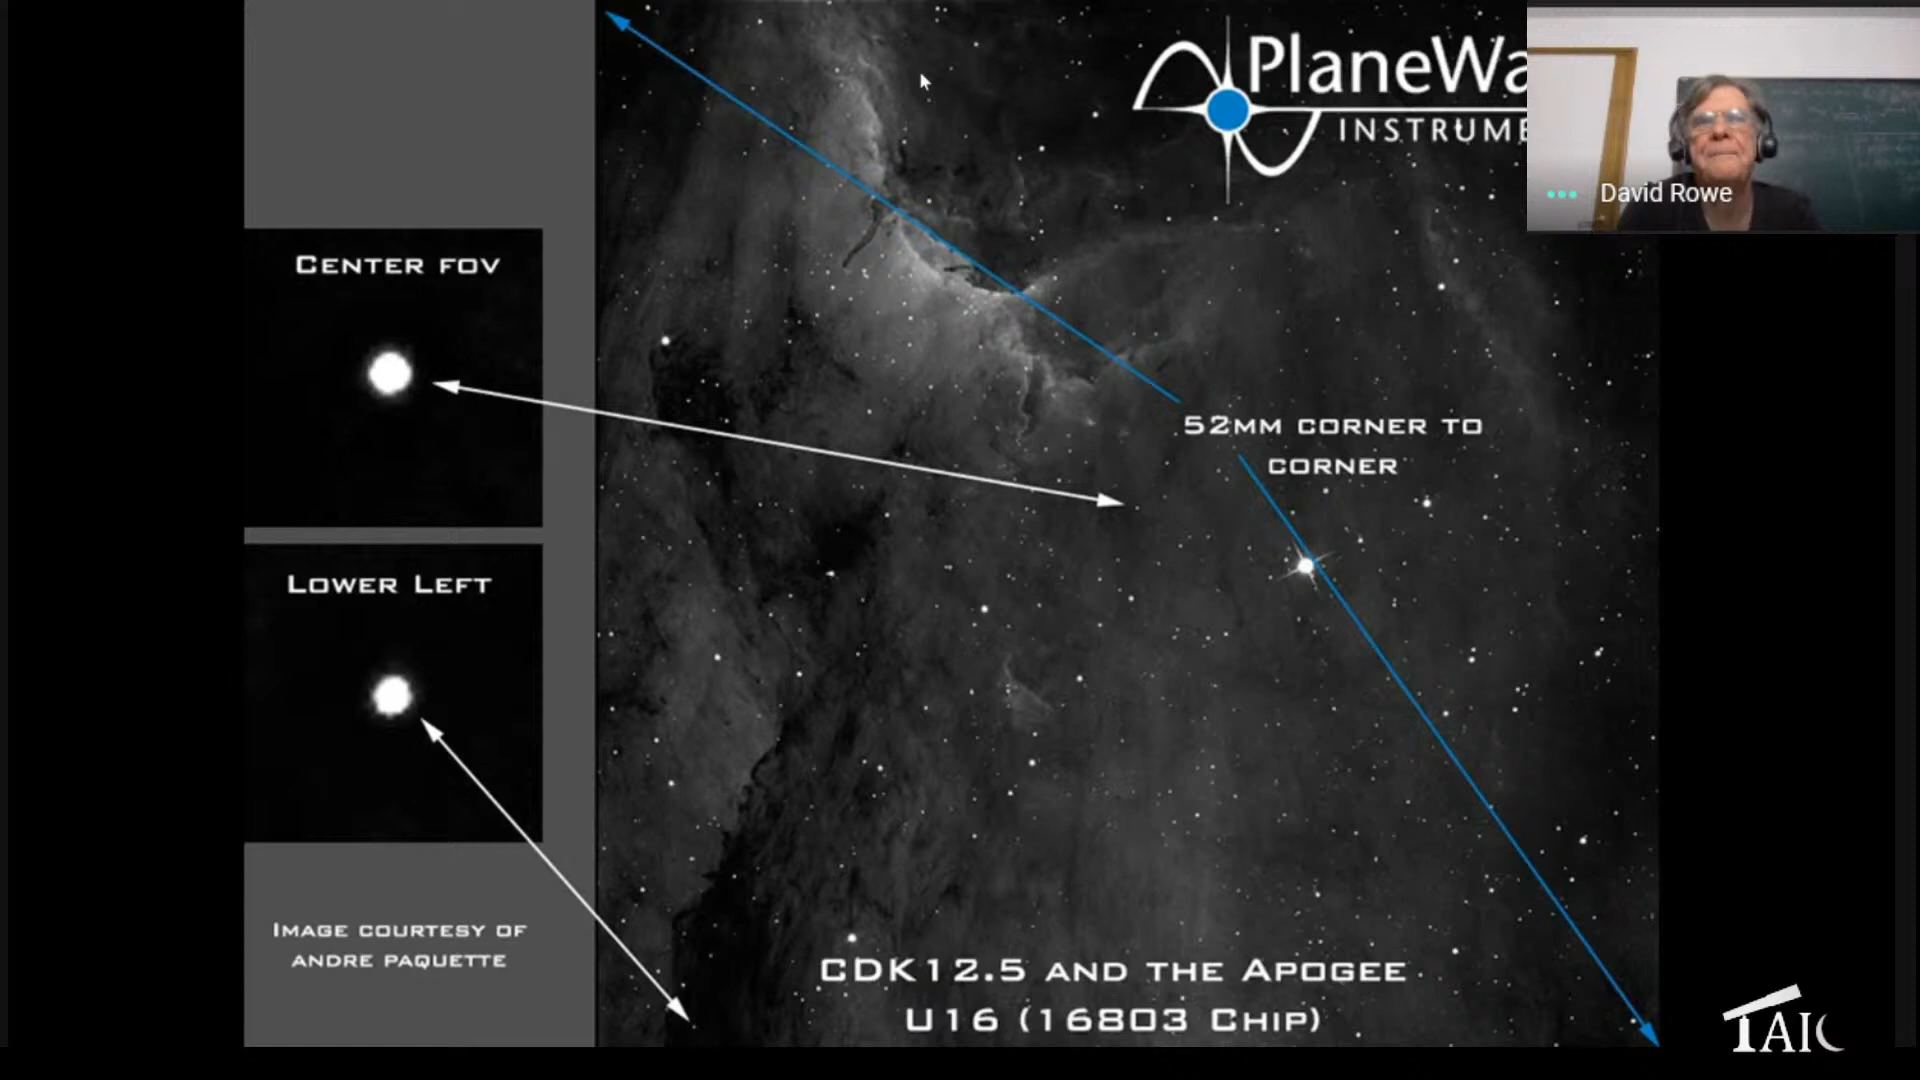 PlaneWa
INSTRUME
David Rowe
CENTER FOV
52MM CORNER TO
CORNER
LOWER LEFT
IMAGE COURTESY OF
ANDRE PAQUETTE
CDK12.5 AND THE APOGEE
U16 (16803 CHIP)
TAIC